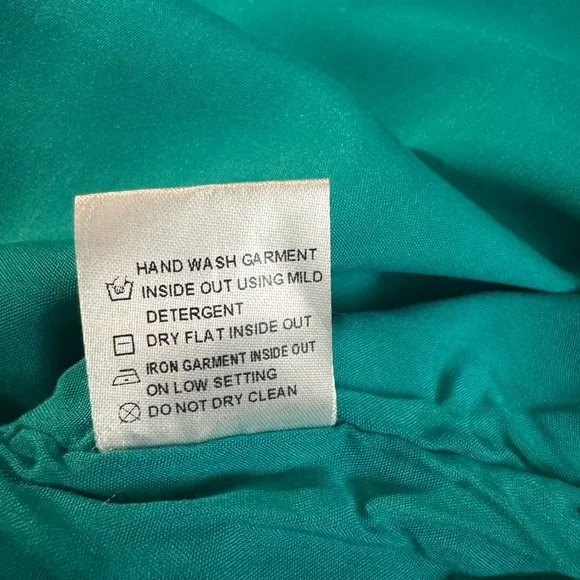 HAND WASH GARMENT
INSIDE OUT USING MILD
DETERGENT
DRY FLAT INSIDE OUT
IRON GARMENT INSIDE OUT
ON LOW SETTING
DO NOT DRY CLEAN